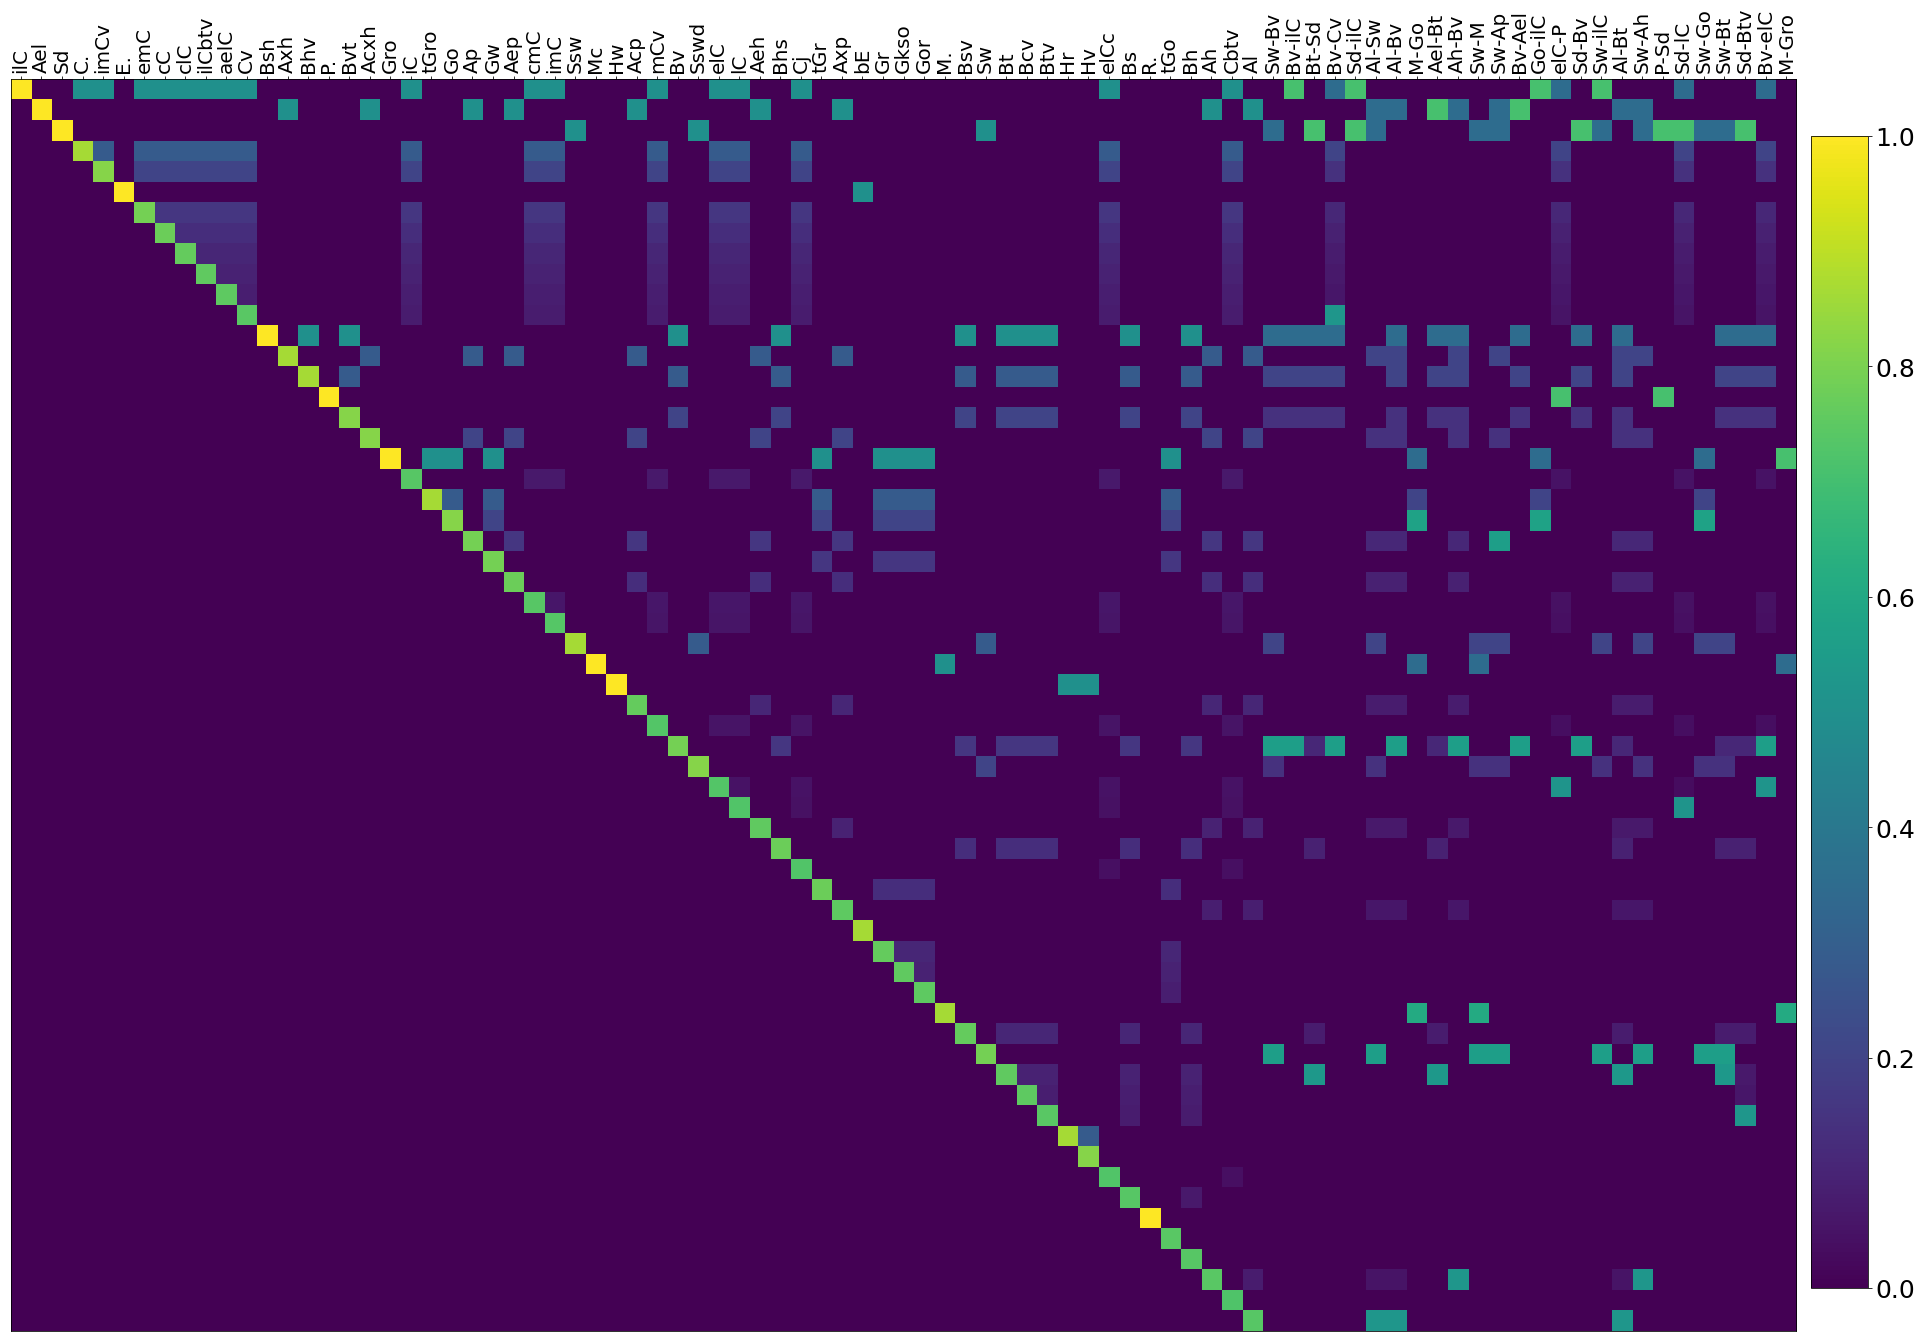 ilC
Ael
Sd
C.
lmCv
E.
emC
cC
clC
ilCbtv
aelC
Cv
Bsh
Axh
Bhv
P.
Bvt
Acxh
Gro
IC
tGro
Go
Ap
Gw
Aep
cmC
imC
Ssw
Mc
Hw
Acp
mCv
Bv
Sswd
elC
lC
Aeh
Bhs
Cj
tGr
Axp
bE
Gr
Gkso
Gor
M.
Bsv
Sw
Bt
Bcv
Btv
Hr
Hv
elCc
Bs
R.
tGo
Bh
Ah
Cbtv
Al
Sw-Bv
Bv-ilC
Bt-Sd
Bv-Cv
Sd-ilC
Al-Sw
Al-Bv
M-Go
Ael-Bt
Ah-Bv
Sw-M
Sw-Ap
Bv-Ael
Go-ilC
elC-P
Sd-Bv
Sw-ilC
Al-Bt
Sw-Ah
P-Sd
Sd-lC
Sw-Go
Sw-Bt
Sd-Btv
Bv-elC
M-Gro
1.0
0.8
0.6
0.4
0.2
0.0